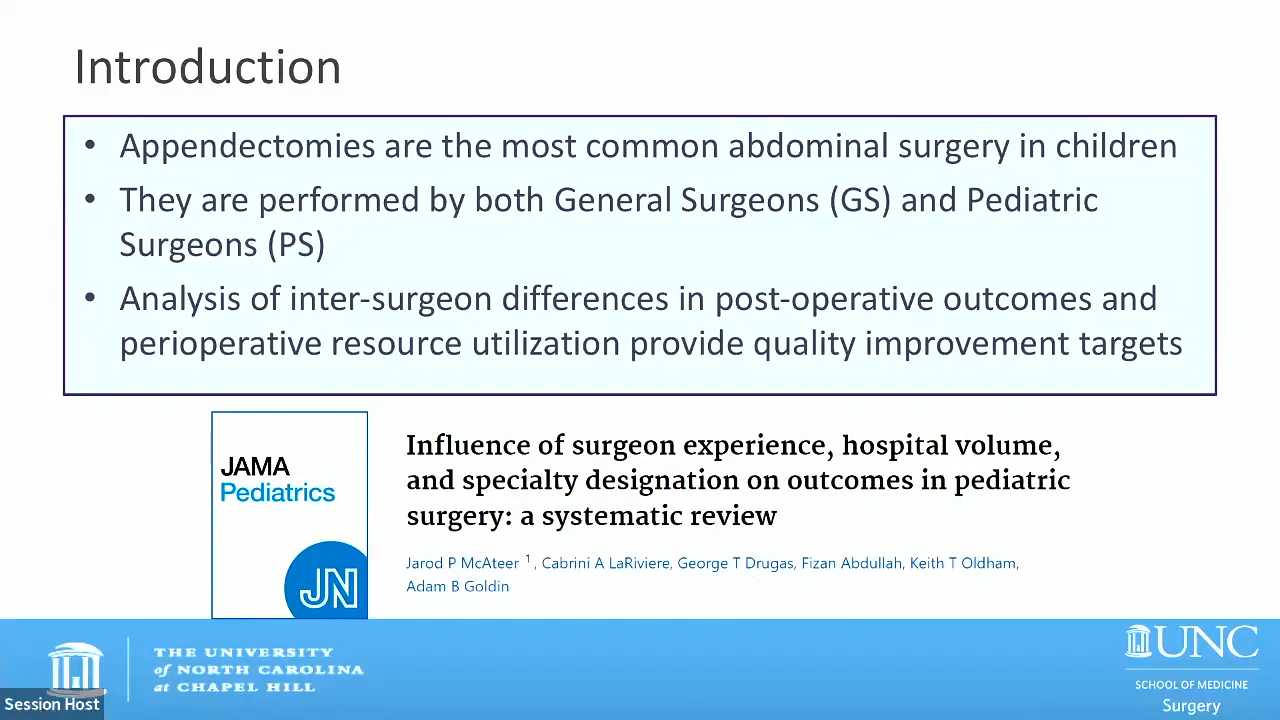 Introduction
• Appendectomies are the most common abdominal surgery in children
• They are performed by both General Surgeons (GS) and Pediatric
Surgeons (PS)
• Analysis of inter-surgeon differences in post-operative outcomes and
perioperative resource utilization provide quality improvement targets
JAMA
Pediatrics
JN
Influence of surgeon experience, hospital volume,
and specialty designation on outcomes in pediatric
surgery: a systematic review
Jarod P McAteer 1, Cabrini A LaRiviere, George T Drugas, Fizan Abdullah, Keith T Oldham,
Adam B Goldin
THE UNIVERSITY
of NORTH CAROLINA
at CHAPEL HILL
UNC
SCHOOL OF MEDICINE
Surgery
Session Host